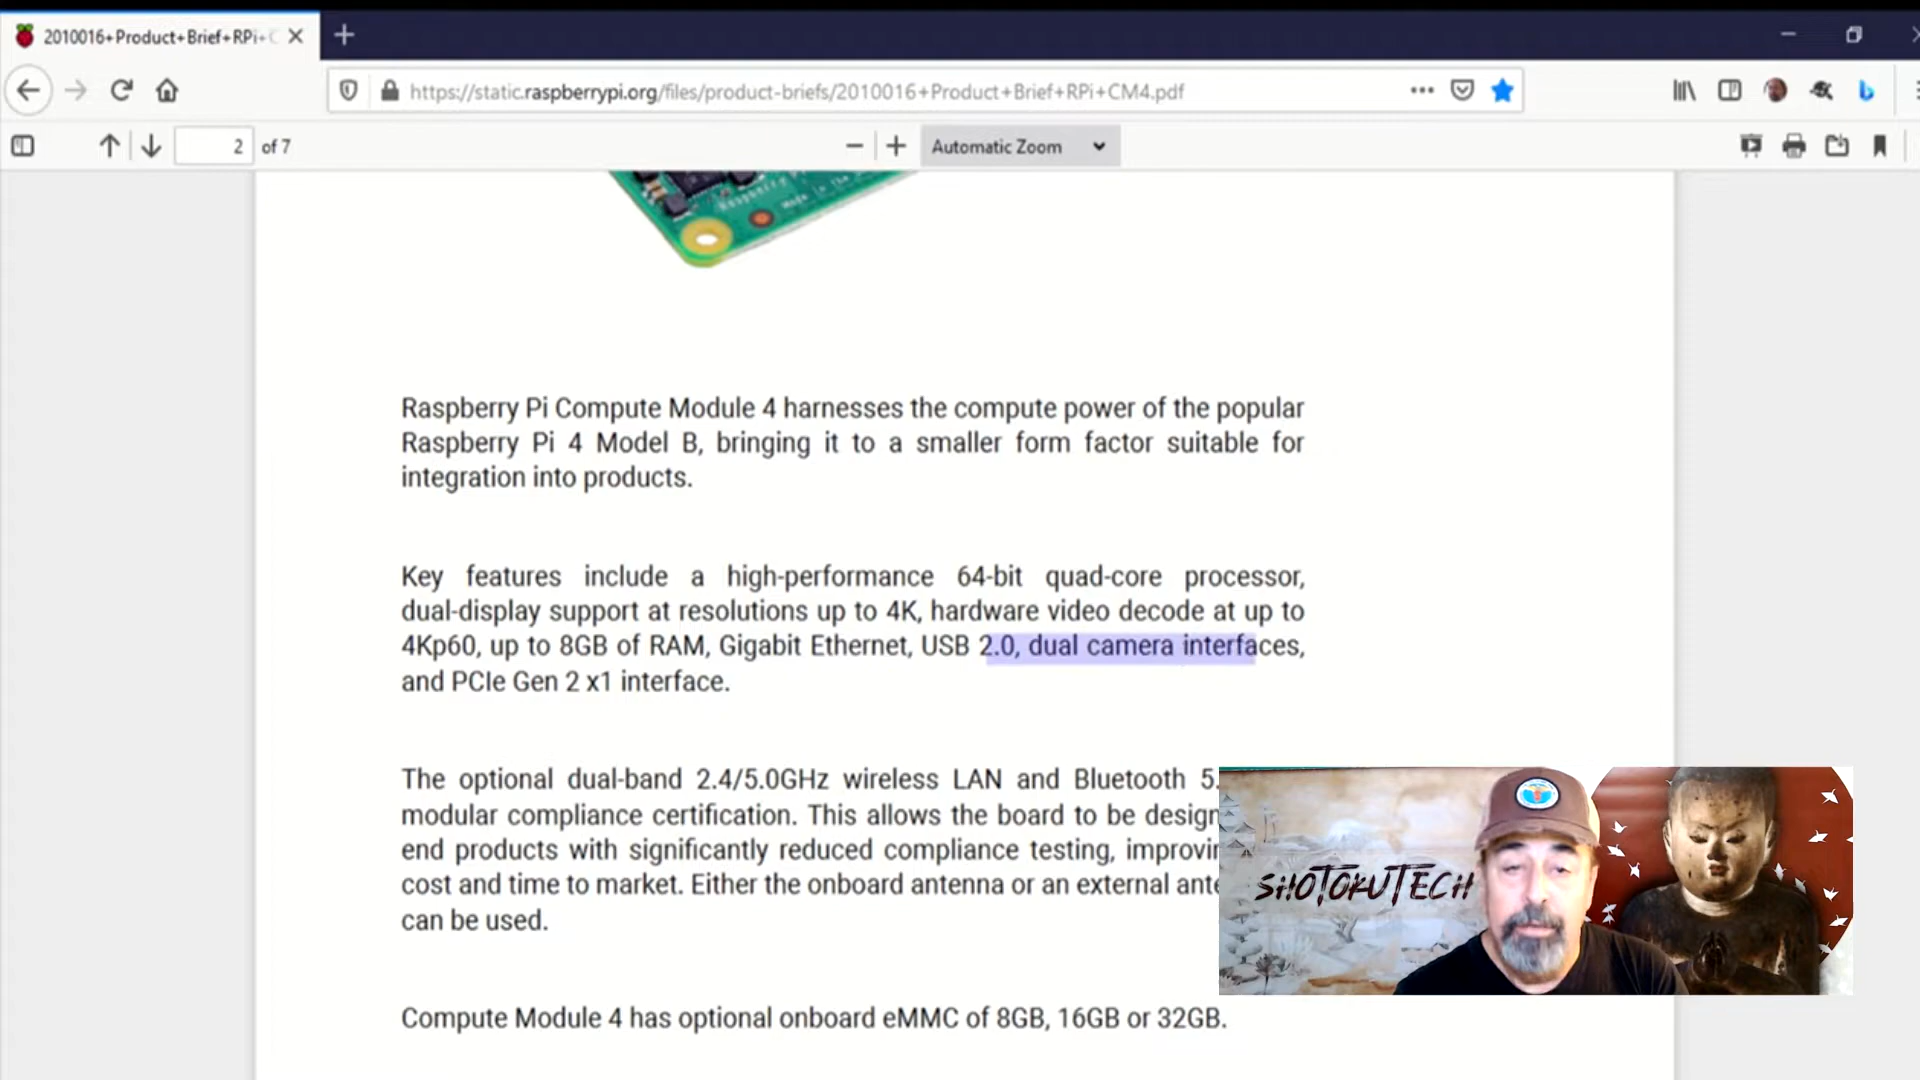 2010016+Product+Brief+RPi+C
https://static.raspberrypi.org/files/product-briefs/2010016+Product+Brief+RPi+CM4.pdf
2 of 7
Automatic Zoom
Raspberry Pi Compute Module 4 harnesses the compute power of the popular
Raspberry Pi 4 Model B, bringing it to a smaller form factor suitable for
integration into products.
Key features include a high-performance 64-bit quad-core processor,
dual-display support at resolutions up to 4K, hardware video decode at up to
4Kp60, up to 8GB of RAM, Gigabit Ethernet, USB 2.0, dual camera interfaces,
and PCIe Gen 2 x1 interface.
The optional dual-band 2.4/5.0GHz wireless LAN and Bluetooth 5.
modular compliance certification. This allows the board to be design
end products with significantly reduced compliance testing, improvin
cost and time to market. Either the onboard antenna or an external ante
can be used.
SHOTOKUTECH
Compute Module 4 has optional onboard eMMC of 8GB, 16GB or 32GB.